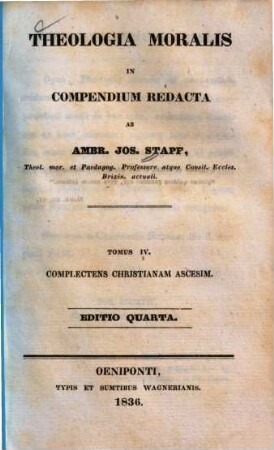 THEOLOGIA MORALIS
IN
COMPENDIUM REDACTA
AB
AMBR. JOS. STAPF,
Theol. mor. et Paedagog. Professore atque Consil. Eccles.
Brixin. actuali.
TOMUS IV.
COMPLECTENS CHRISTIANAM ASCESIM.
EDITIO QUARTA.
OENIPONTI,
TYPIS ET SUMTIBUS WAGNERIANIS.
1836.